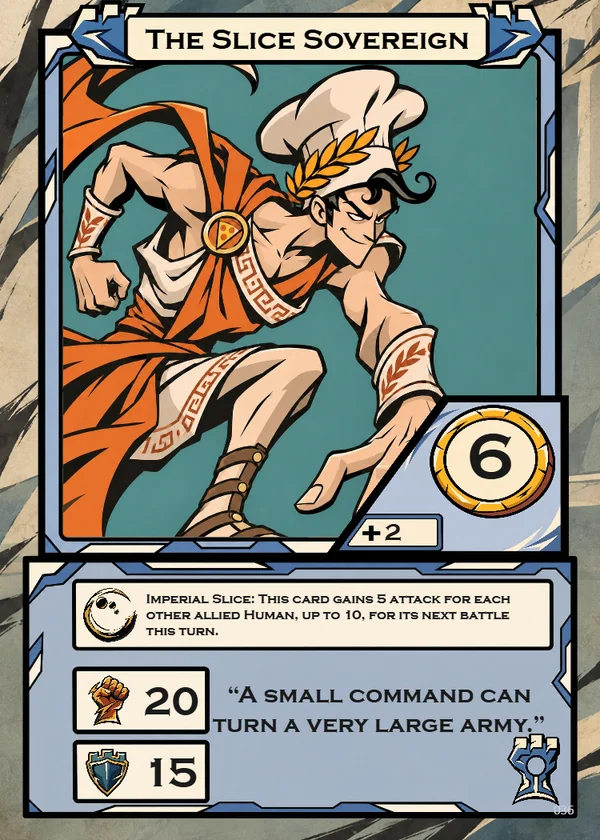 The Slice Sovereign
6
+2
Imperial Slice: This card gains 5 attack for each
other allied Human, up to 10, for its next battle
this turn.
20
“A small command can
turn a very large army.”
15
036